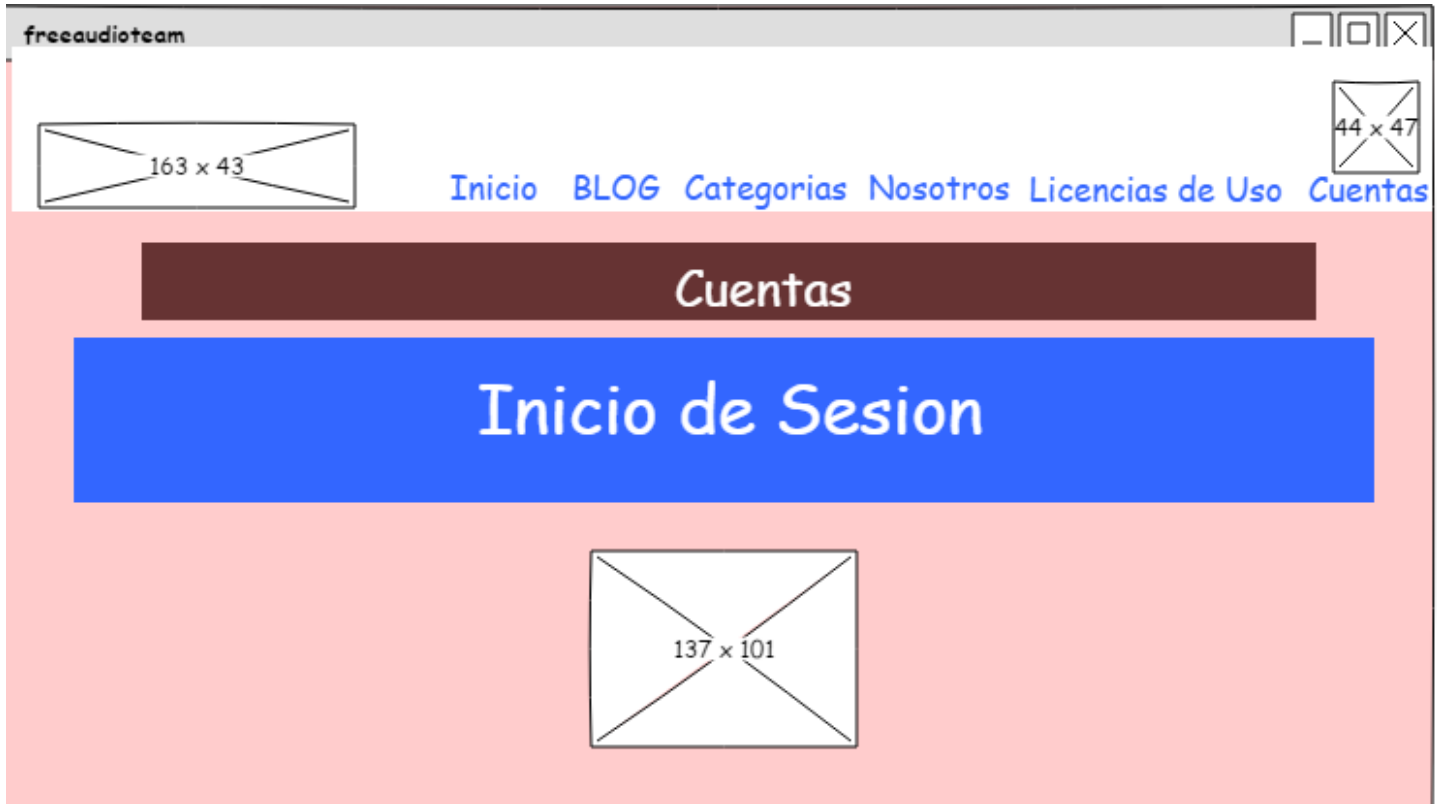 freeaudioteam
44 x 47
163 x 43
Inicio BLOG Categorias Nosotros Licencias de Uso Cuentas
Cuentas
Inicio de Sesion
137 x 101